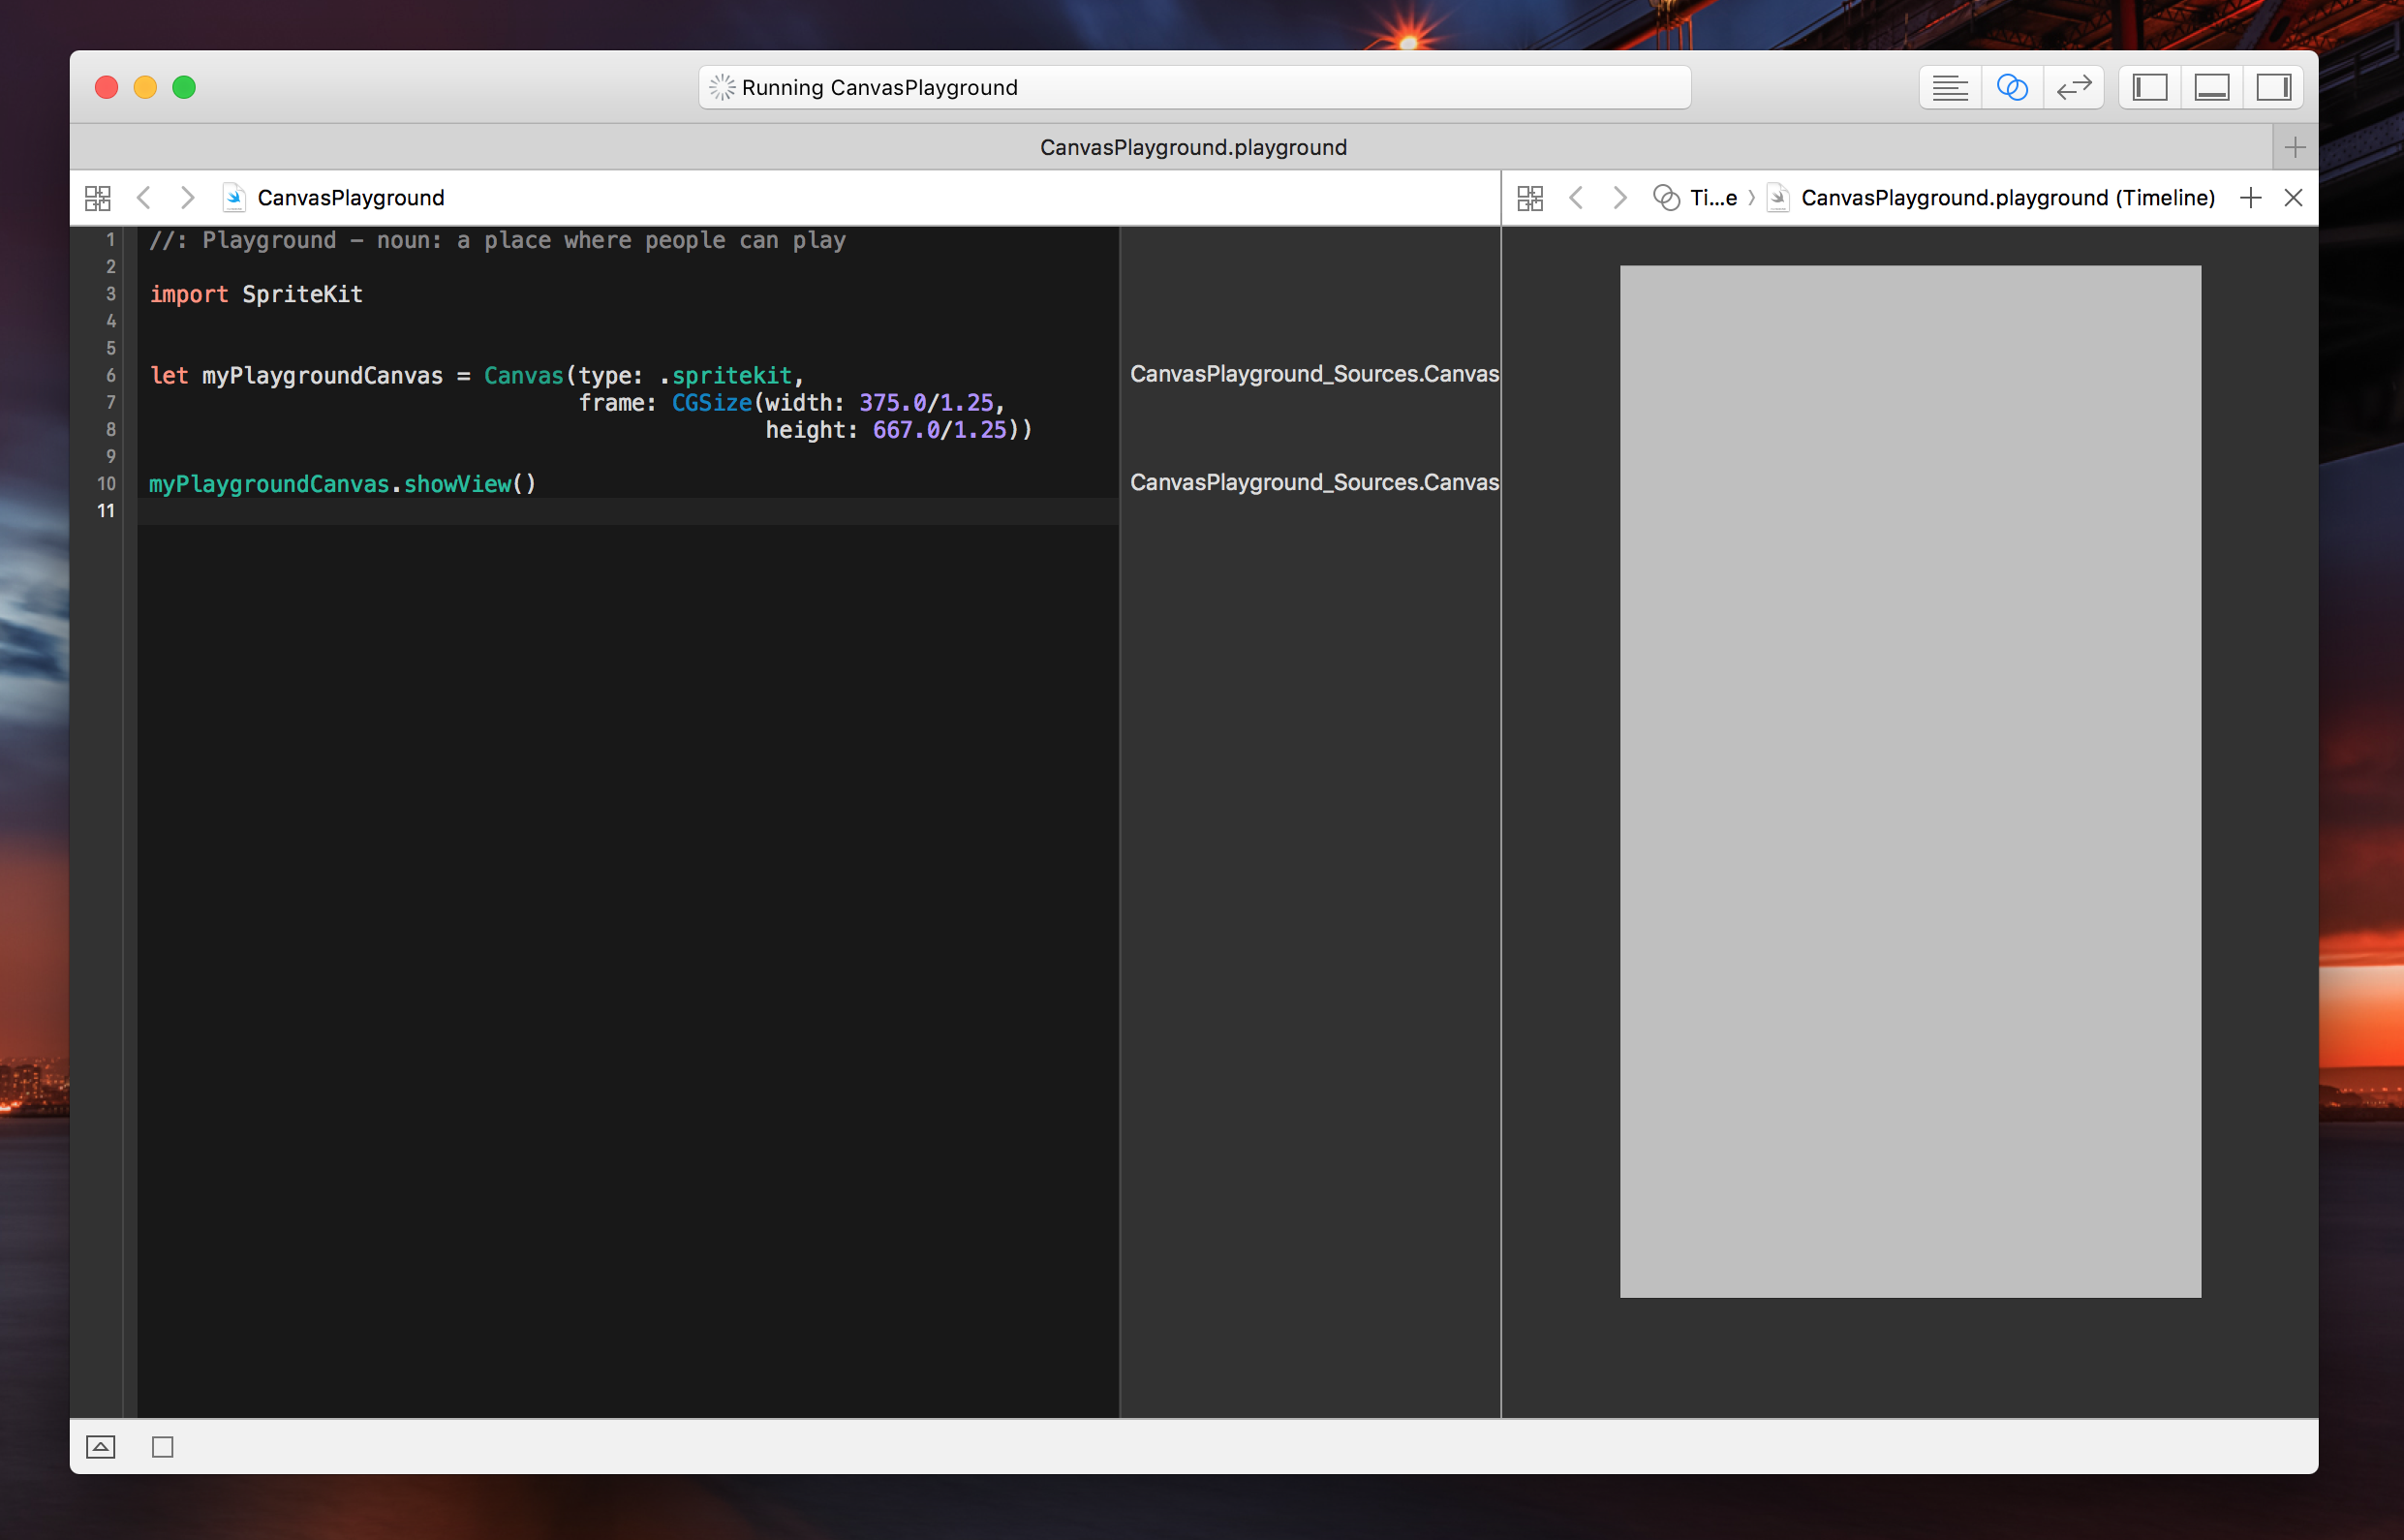 Running CanvasPlayground
CanvasPlayground.playground
CanvasPlayground
Ti...e 〉 CanvasPlayground.playground (Timeline)
1 //: Playground - noun: a place where people can play
2
3 import SpriteKit
4
5
6 let myPlaygroundCanvas = Canvas(type: .spritekit,
7 frame: CGSize(width: 375.0/1.25,
8 height: 667.0/1.25))
9
10 myPlaygroundCanvas.showView()
11
CanvasPlayground_Sources.Canvas
CanvasPlayground_Sources.Canvas